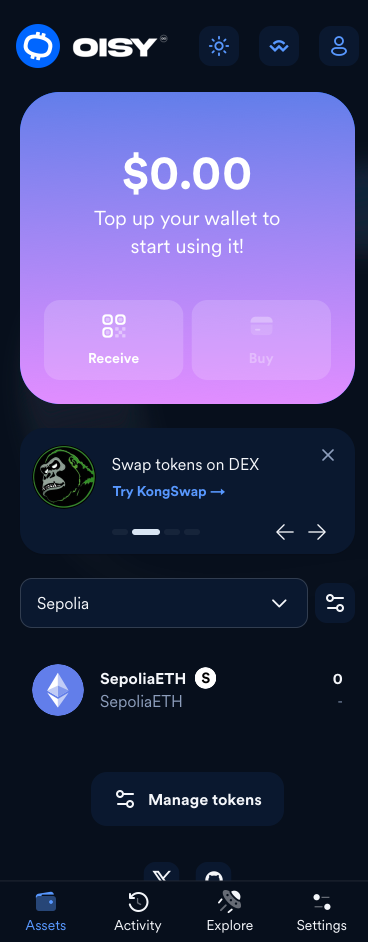 OISY
$0.00
Top up your wallet to
start using it!
Receive
Buy
Swap tokens on DEX
Try KongSwap →
Sepolia
SepoliaETH S
0
SepoliaETH
-
Manage tokens
Assets
Activity
Explore
Settings